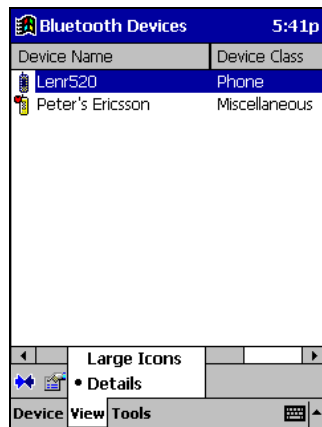 Bluetooth Devices 5:41p
Device Name Device Class
Lenr520 Phone
Peter's Ericsson Miscellaneous
Large Icons
• Details
Device View Tools